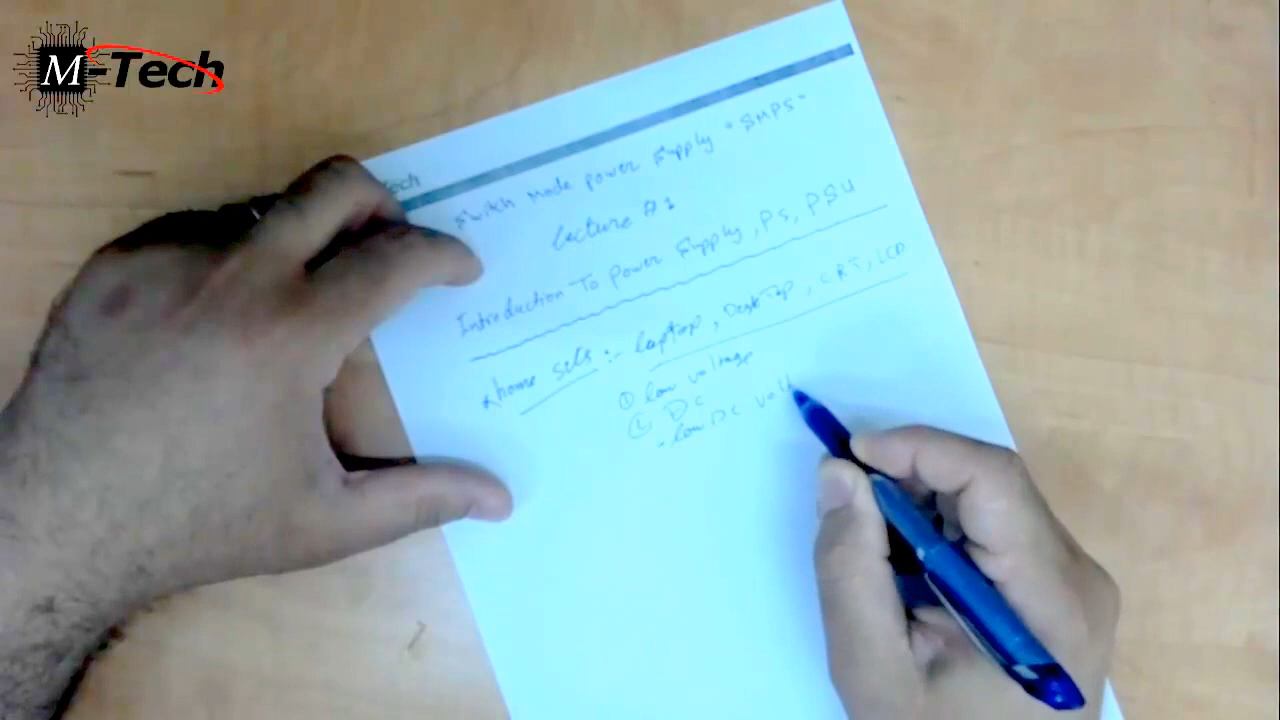 M-Tech
Tech
Switch Mode Power Supply "SMPS"
Lecture #1
Introduction To Power Supply, PS, PSU
home sets :- Laptop, DeskTop, CRT, LCD
① low voltage
② DC
low DC volt